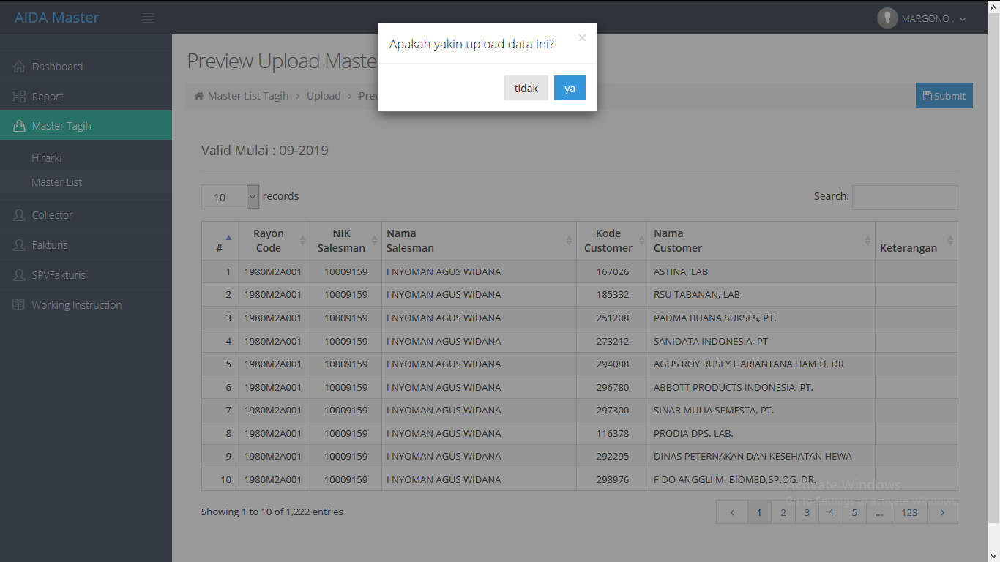 AIDA Master
MARGONO .
Apakah yakin upload data ini?
×
tidak
ya
Dashboard
Report
Master Tagih
Hirarki
Master List
Collector
Fakturis
SPVFakturis
Working Instruction
Preview Upload Maste
Master List Tagih > Upload > Prev
Submit
Valid Mulai : 09-2019
10 records
Search:
# Rayon Code NIK Salesman Nama Salesman Kode Customer Nama Customer Keterangan
1 1980M2A001 10009159 I NYOMAN AGUS WIDANA 167026 ASTINA, LAB
2 1980M2A001 10009159 I NYOMAN AGUS WIDANA 185332 RSU TABANAN, LAB
3 1980M2A001 10009159 I NYOMAN AGUS WIDANA 251208 PADMA BUANA SUKSES, PT.
4 1980M2A001 10009159 I NYOMAN AGUS WIDANA 273212 SANIDATA INDONESIA, PT
5 1980M2A001 10009159 I NYOMAN AGUS WIDANA 294088 AGUS ROY RUSLY HARIANTANA HAMID, DR
6 1980M2A001 10009159 I NYOMAN AGUS WIDANA 296780 ABBOTT PRODUCTS INDONESIA, PT.
7 1980M2A001 10009159 I NYOMAN AGUS WIDANA 297300 SINAR MULIA SEMESTA, PT.
8 1980M2A001 10009159 I NYOMAN AGUS WIDANA 116378 PRODIA DPS. LAB.
9 1980M2A001 10009159 I NYOMAN AGUS WIDANA 292295 DINAS PETERNAKAN DAN KESEHATAN HEWA
10 1980M2A001 10009159 I NYOMAN AGUS WIDANA 298976 FIDO ANGGLI M. BIOMED,SP.OG. DR.
Activate Windows
Go to Settings to activate Windows.
Showing 1 to 10 of 1,222 entries
< 1 2 3 4 5 ... 123 >